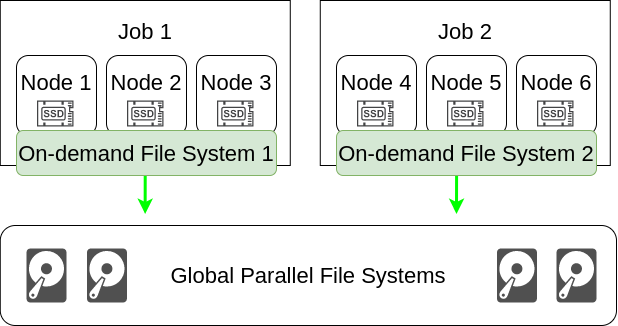 Job 1
Job 2
Node 1
Node 2
Node 3
Node 4
Node 5
Node 6
SSD
SSD
SSD
SSD
SSD
SSD
On-demand File System 1
On-demand File System 2
Global Parallel File Systems